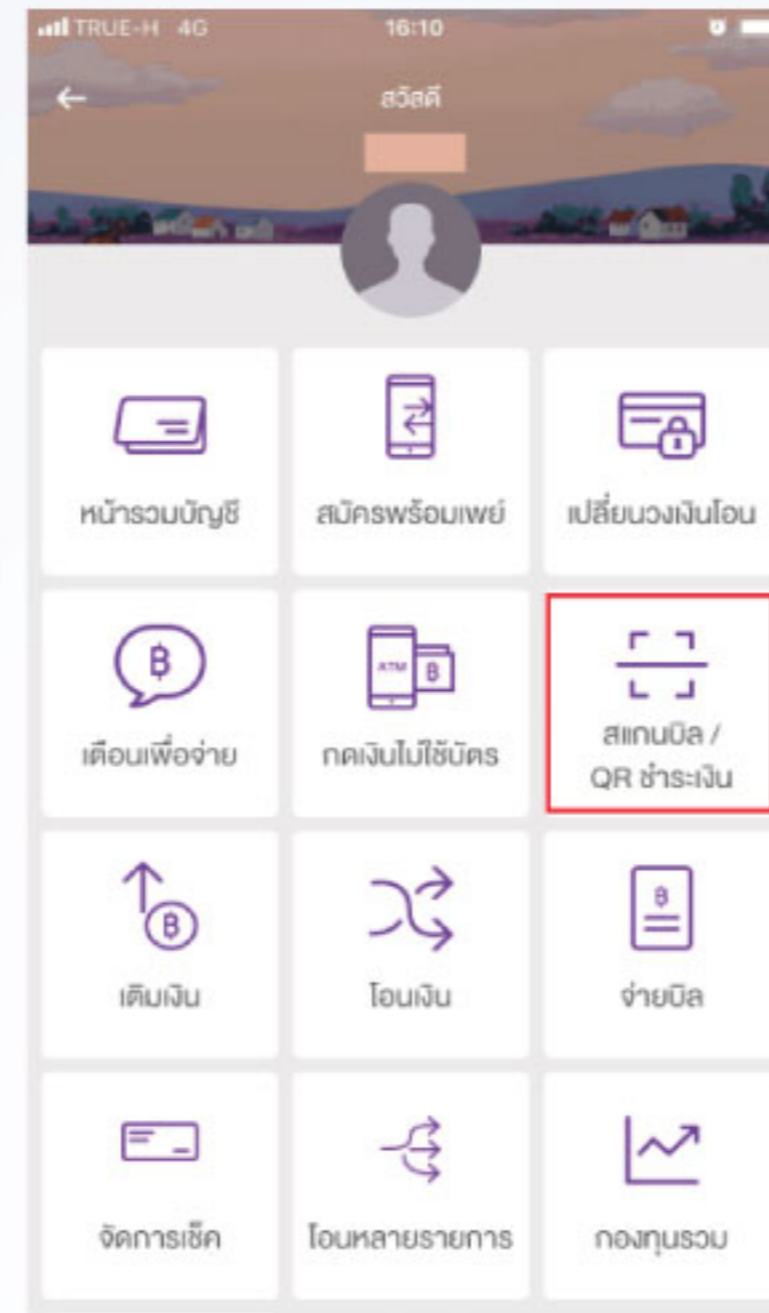 TRUE-H 4G 16:10
สวัสดี
หน้ารวมบัญชี สมัครพร้อมเพย์ เปลี่ยนวงเงินโอน
฿
ATM ฿
เตือนเพื่อจ่าย กดเงินไม่ใช้บัตร สแกนบิล /
QR ชำระเงิน
฿
฿
เติมเงิน โอนเงิน จ่ายบิล
จัดการเช็ค โอนหลายรายการ กองทุนรวม